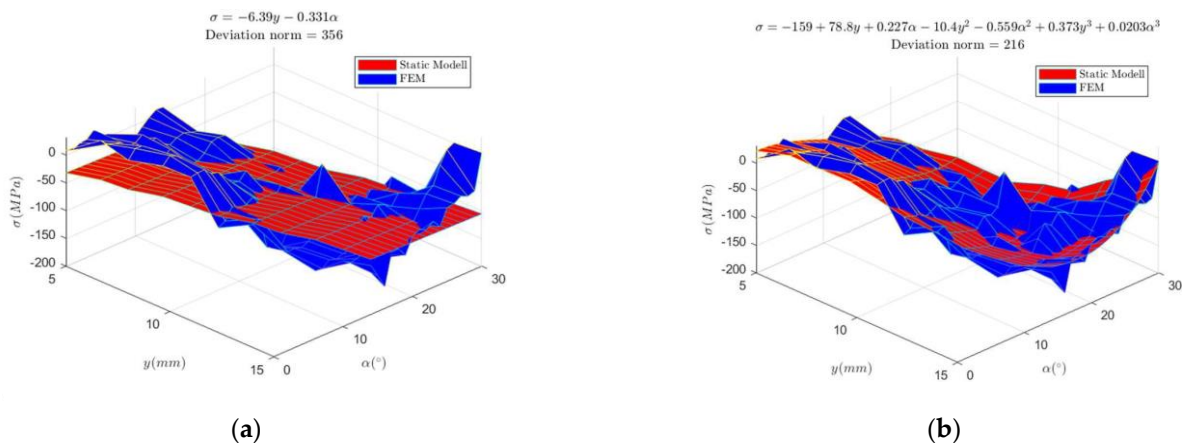 σ = −6.39y − 0.331α
Deviation norm = 356
Static Modell
FEM
0
-50
-100
-150
-200
σ(MPa)
5
10
15
y(mm)
0
10
20
30
α(°)
(a)
σ = −159 + 78.8y + 0.227α − 10.4y² − 0.559α² + 0.373y³ + 0.0203α³
Deviation norm = 216
Static Modell
FEM
0
-50
-100
-150
-200
σ(MPa)
5
10
15
y(mm)
0
10
20
30
α(°)
(b)